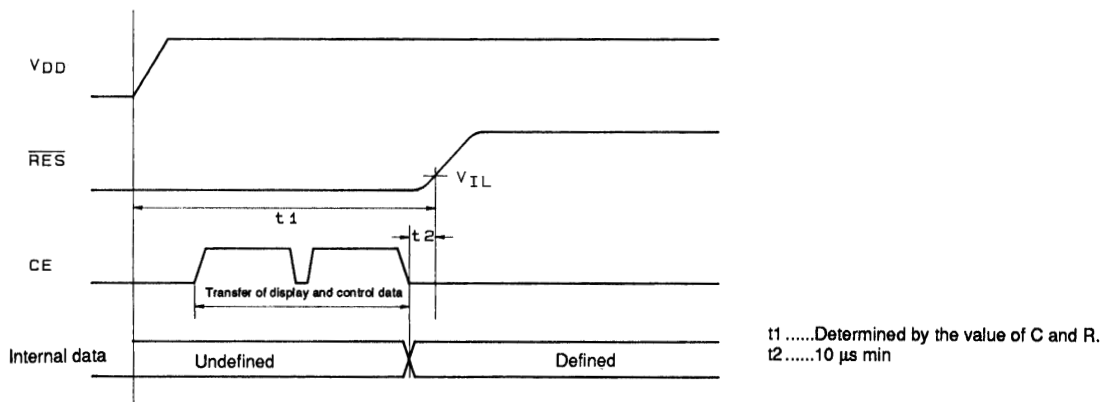 VDD
RES
VIL
t1
t2
CE
Transfer of display and control data
Internal data Undefined Defined
t1 ......Determined by the value of C and R.
t2......10 µs min